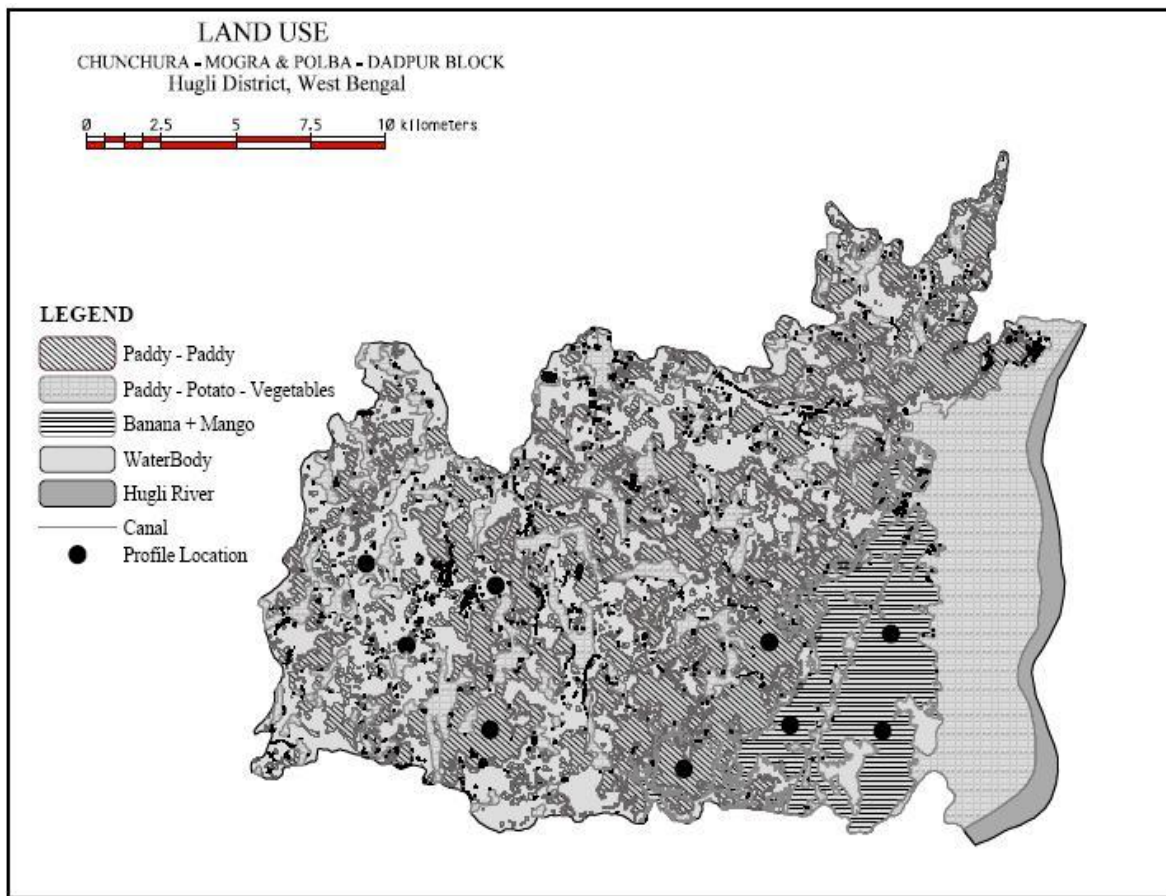 LAND USE
CHUNCHURA - MOGRA & POLBA - DADPUR BLOCK
Hugli District, West Bengal
0 2.5 5 7.5 10 kilometers
LEGEND
Paddy - Paddy
Paddy - Potato - Vegetables
Banana + Mango
WaterBody
Hugli River
Canal
Profile Location